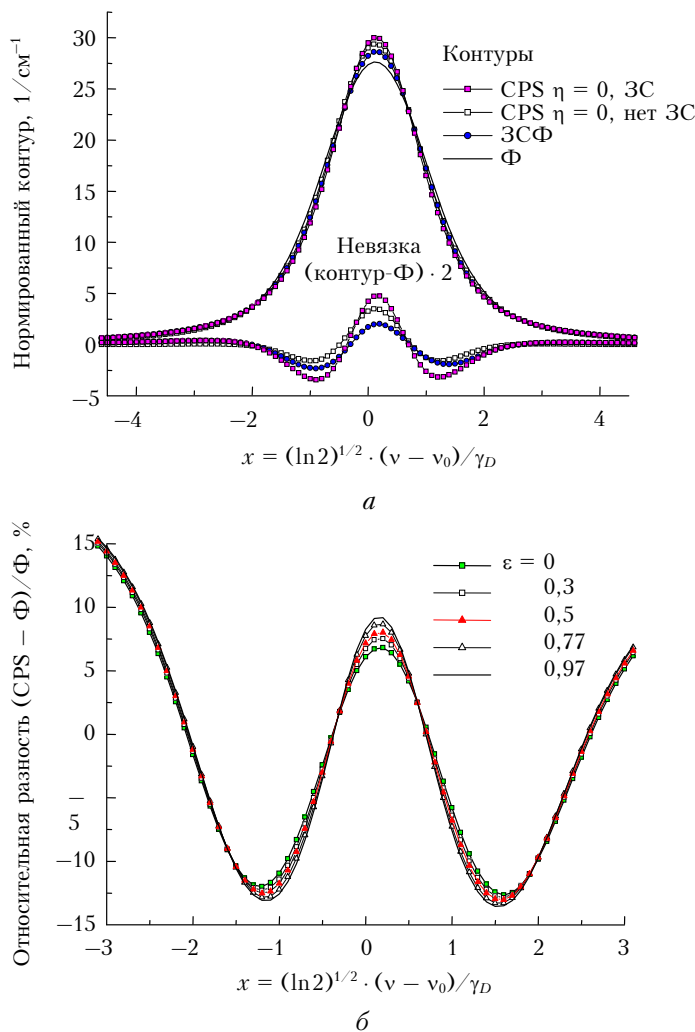 30
25
20
15
10
5
0
−5
Нормированный контур, 1/см⁻¹
Контуры
CPS η = 0, ЗС
CPS η = 0, нет ЗС
ЗСФ
Ф
Невязка
(контур-Ф) · 2
−4 −2 0 2 4
x = (ln2)^1/2 · (ν − ν₀)/γ_D
а
15
10
5
0
−
5
−10
−15
Относительная разность (CPS − Ф)/Ф, %
ε = 0
0,3
0,5
0,77
0,97
−3 −2 −1 0 1 2 3
x = (ln2)^1/2 · (ν − ν₀)/γ_D
б